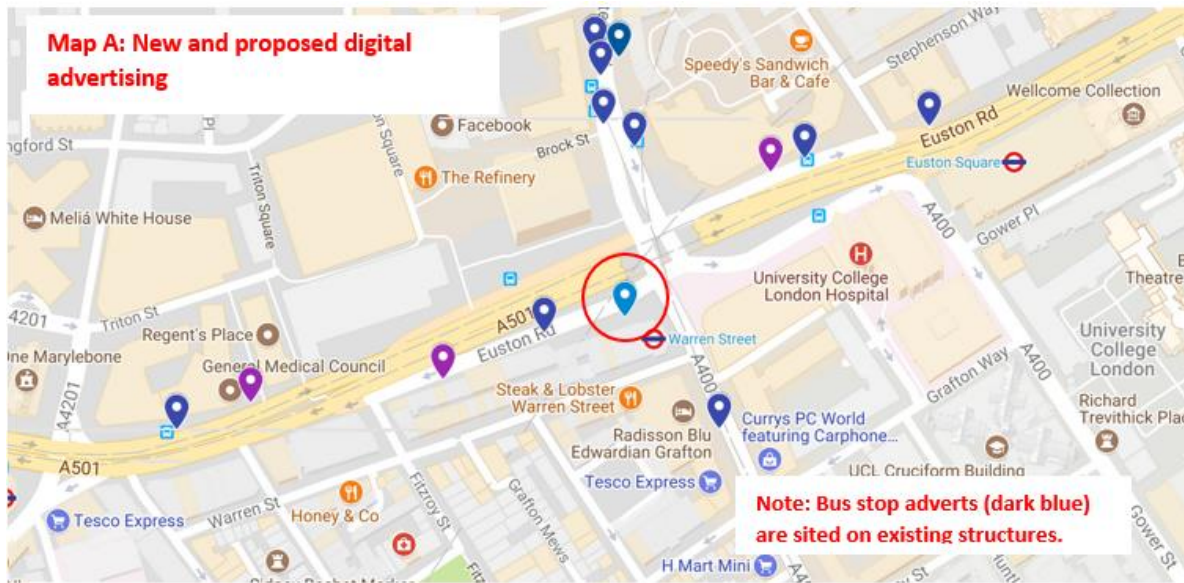 Map A: New and proposed digital
advertising
Stephenson Way
Speedy's Sandwich
Bar & Cafe
Wellcome Collection
Euston Rd
Euston Square
ngford St
Facebook
Brock St
The Refinery
Triton Square
Meliá White House
A400
Gower Pl
University College
London Hospital
Theatre
4201
Triton St
A501
Euston Rd
Regent's Place
Warren Street
One Marylebone
General Medical Council
A4201
University
College
London
A400
A400
Grafton Way
Steak & Lobster
Warren Street
Richard
Trevithick Pla
Radisson Blu
Edwardian Grafton
Currys PC World
featuring Carphone...
A501
Tesco Express
UCL Cruciform Building
Warren St
Fitzroy St
Grafton Mews
Tesco Express
Honey & Co
Note: Bus stop adverts (dark blue)
are sited on existing structures.
Gower St
H Mart Mini